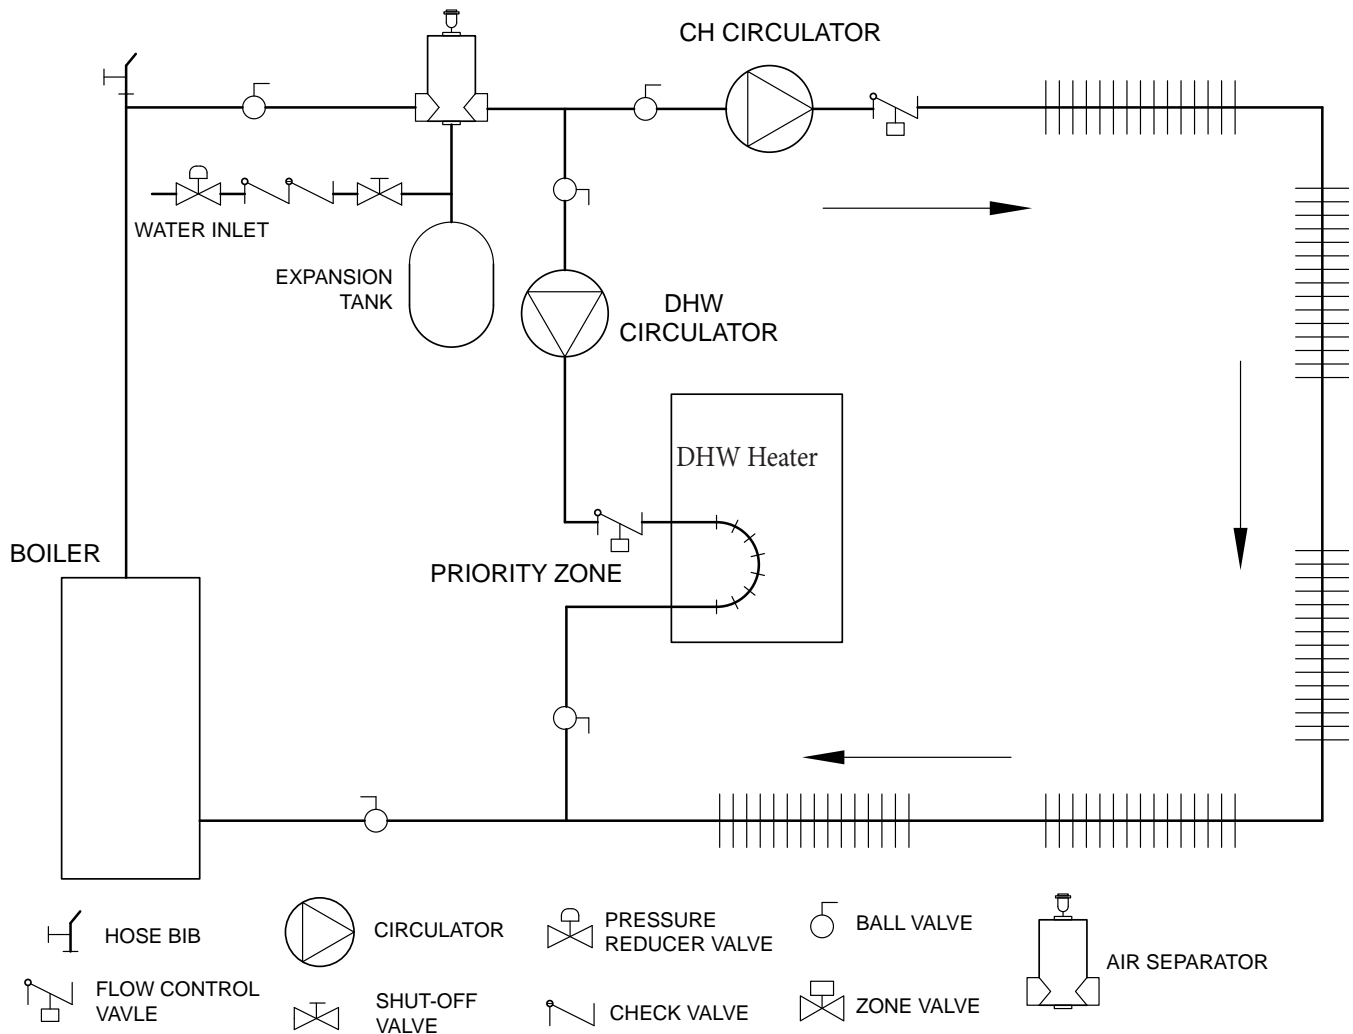 CH CIRCULATOR
WATER INLET
EXPANSION
TANK
DHW
CIRCULATOR
DHW Heater
BOILER
PRIORITY ZONE
HOSE BIB
CIRCULATOR
PRESSURE
REDUCER VALVE
BALL VALVE
AIR SEPARATOR
FLOW CONTROL
VAVLE
SHUT-OFF
VALVE
CHECK VALVE
ZONE VALVE